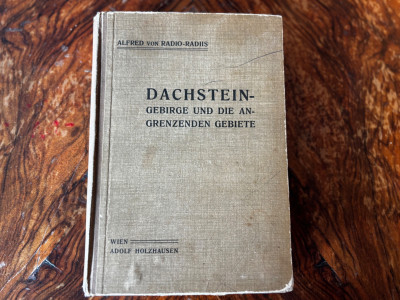 ALFRED VON RADIO-RADIIS
DACHSTEIN-
GEBIRGE UND DIE AN-
GRENZENDEN GEBIETE
WIEN
ADOLF HOLZHAUSEN